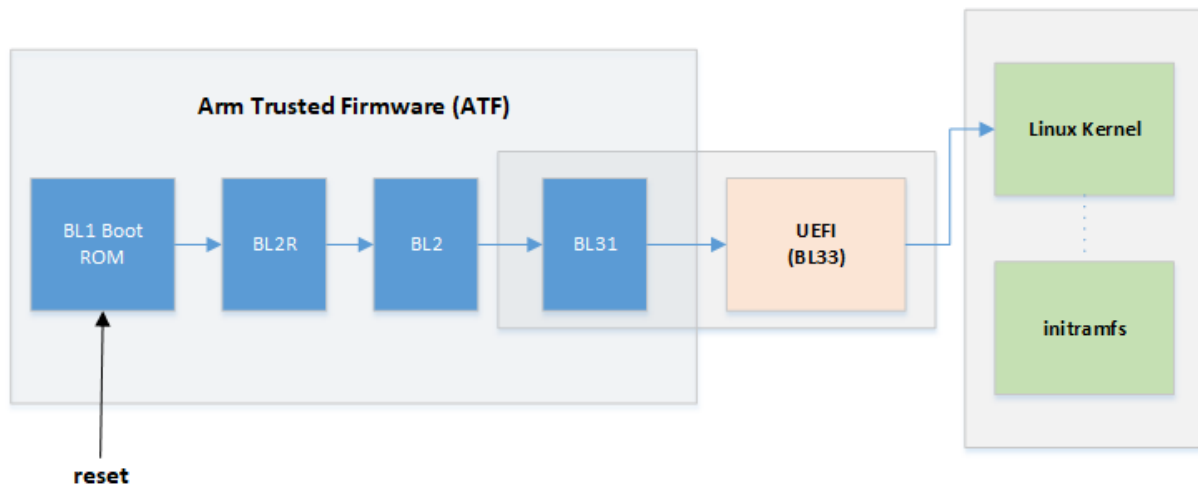 Arm Trusted Firmware (ATF)
BL1 Boot
ROM
BL2R
BL2
BL31
UEFI
(BL33)
Linux Kernel
initramfs
reset